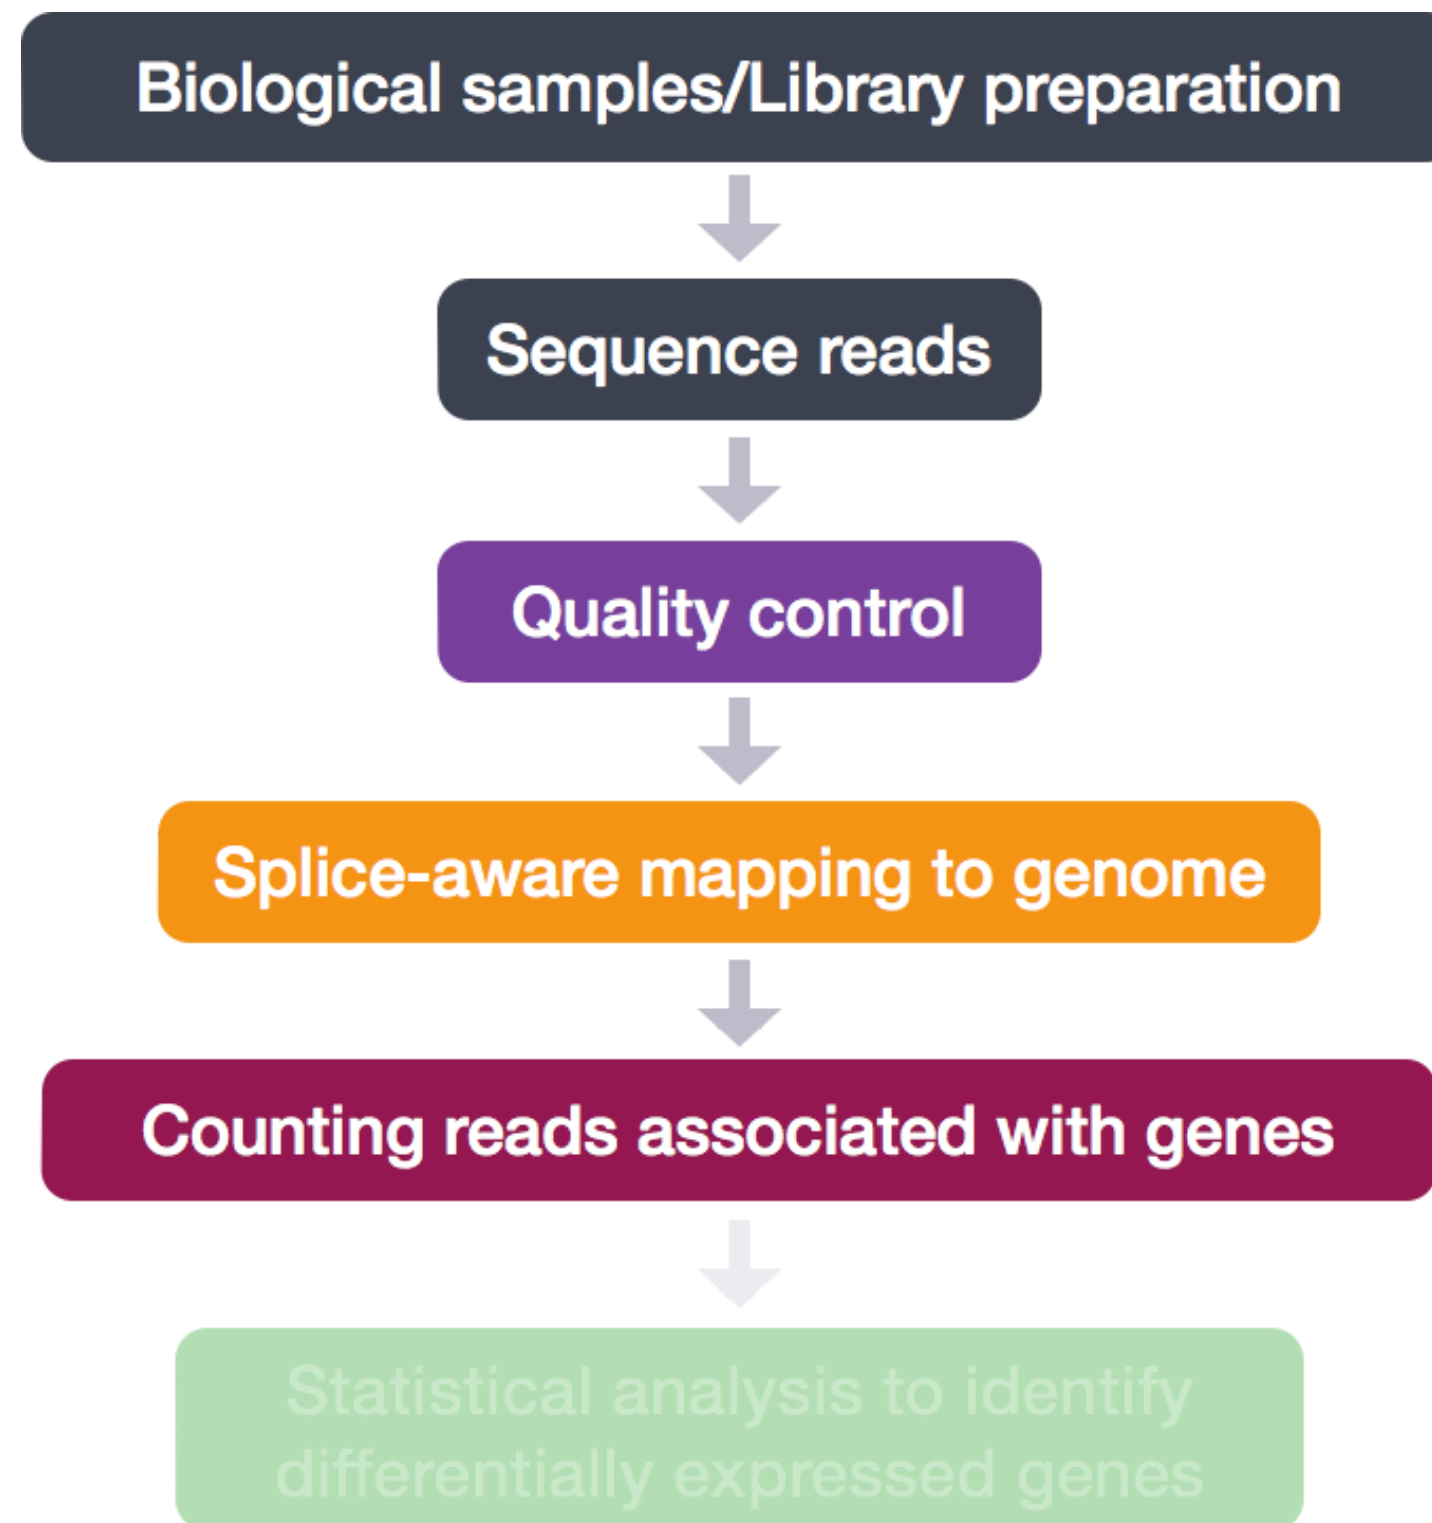 Biological samples/Library preparation
Sequence reads
Quality control
Splice-aware mapping to genome
Counting reads associated with genes
Statistical analysis to identify
differentially expressed genes